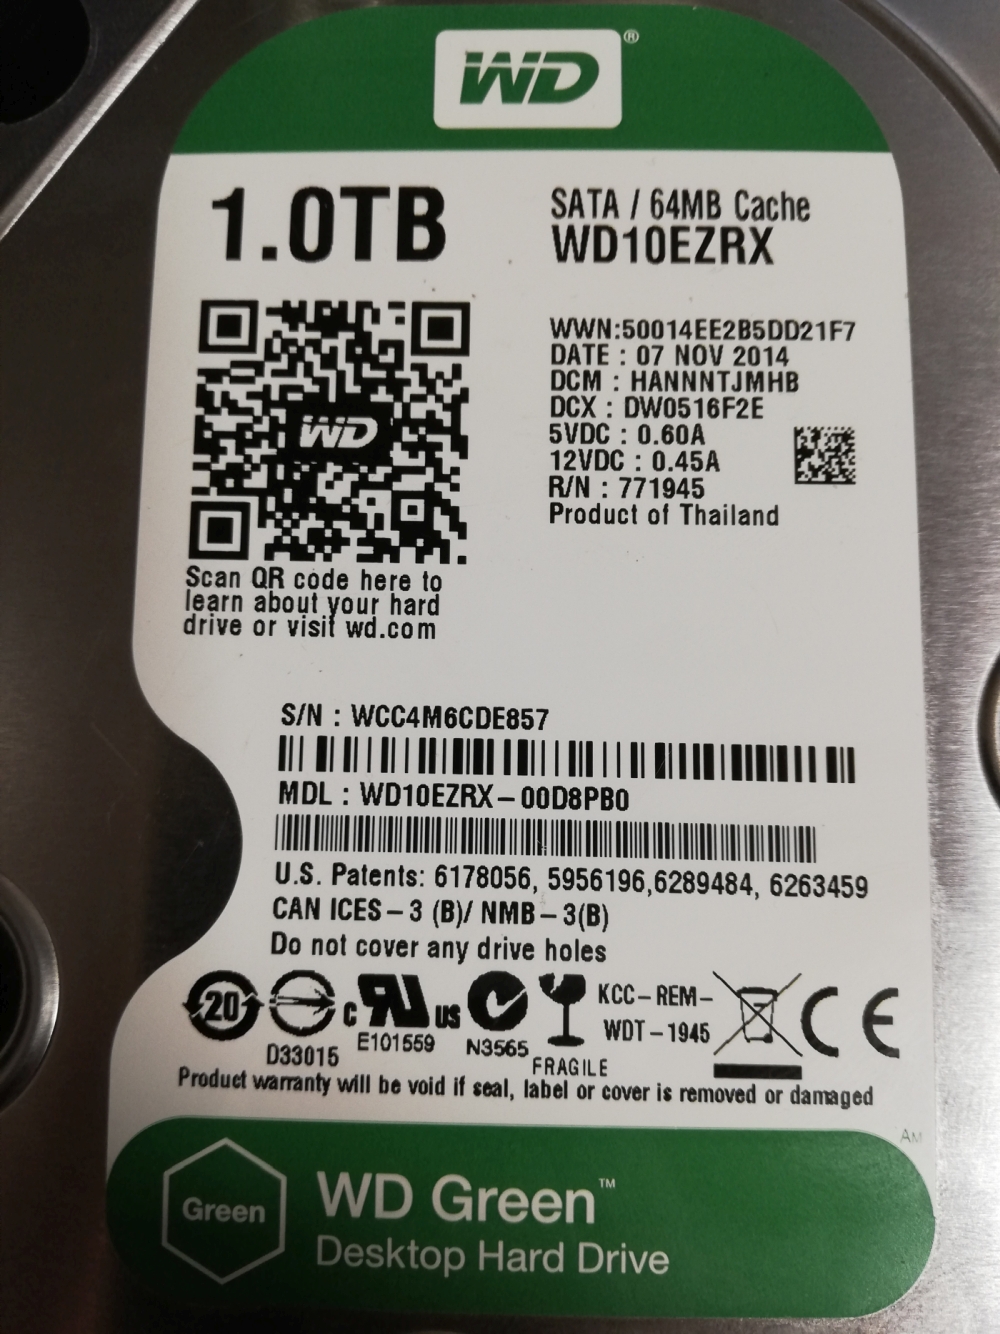 WD®
1.0TB
SATA / 64MB Cache
WD10EZRX
WWN:50014EE2B5DD21F7
DATE : 07 NOV 2014
DCM : HANNNTJMHB
DCX : DW0516F2E
5VDC : 0.60A
12VDC : 0.45A
R/N : 771945
Product of Thailand
WD
Scan QR code here to
learn about your hard
drive or visit wd.com
S/N : WCC4M6CDE857
MDL : WD10EZRX-00D8PB0
U.S. Patents: 6178056, 5956196,6289484, 6263459
CAN ICES-3 (B)/ NMB-3(B)
Do not cover any drive holes
20
D33015
c RU US
E101559
N3565
FRAGILE
KCC-REM-
WDT-1945
CE
Product warranty will be void if seal, label or cover is removed or damaged
AM
Green
WD Green™
Desktop Hard Drive